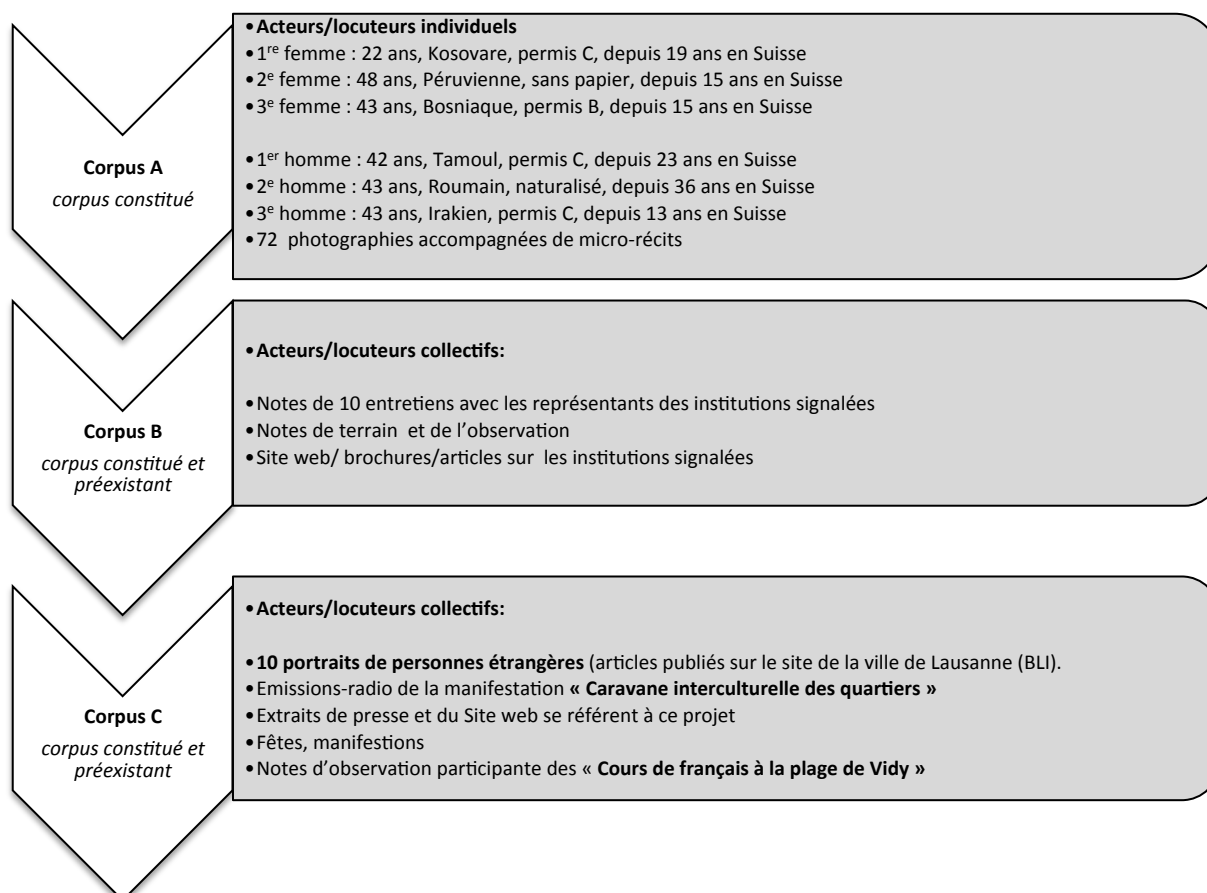 Corpus A
corpus constitué
•Acteurs/locuteurs individuels
•1re femme : 22 ans, Kosovare, permis C, depuis 19 ans en Suisse
•2e femme : 48 ans, Péruvienne, sans papier, depuis 15 ans en Suisse
•3e femme : 43 ans, Bosniaque, permis B, depuis 15 ans en Suisse
•1er homme : 42 ans, Tamoul, permis C, depuis 23 ans en Suisse
•2e homme : 43 ans, Roumain, naturalisé, depuis 36 ans en Suisse
•3e homme : 43 ans, Irakien, permis C, depuis 13 ans en Suisse
•72 photographies accompagnées de micro-récits
Corpus B
corpus constitué et
préexistant
•Acteurs/locuteurs collectifs:
•Notes de 10 entretiens avec les représentants des institutions signalées
•Notes de terrain et de l'observation
•Site web/ brochures/articles sur les institutions signalées
Corpus C
corpus constitué et
préexistant
•Acteurs/locuteurs collectifs:
•10 portraits de personnes étrangères (articles publiés sur le site de la ville de Lausanne (BLI).
•Emissions-radio de la manifestation « Caravane interculturelle des quartiers »
•Extraits de presse et du Site web se référent à ce projet
•Fêtes, manifestions
•Notes d'observation participante des « Cours de français à la plage de Vidy »